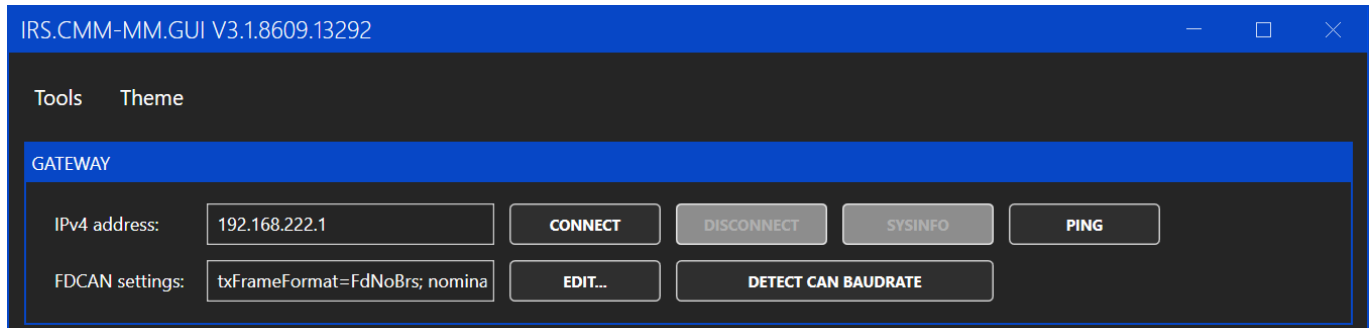 IRS.CMM-MM.GUI V3.1.8609.13292
Tools Theme
GATEWAY
IPv4 address: 192.168.222.1 CONNECT DISCONNECT SYSINFO PING
FDCAN settings: txFrameFormat=FdNoBrs; nomina EDIT... DETECT CAN BAUDRATE